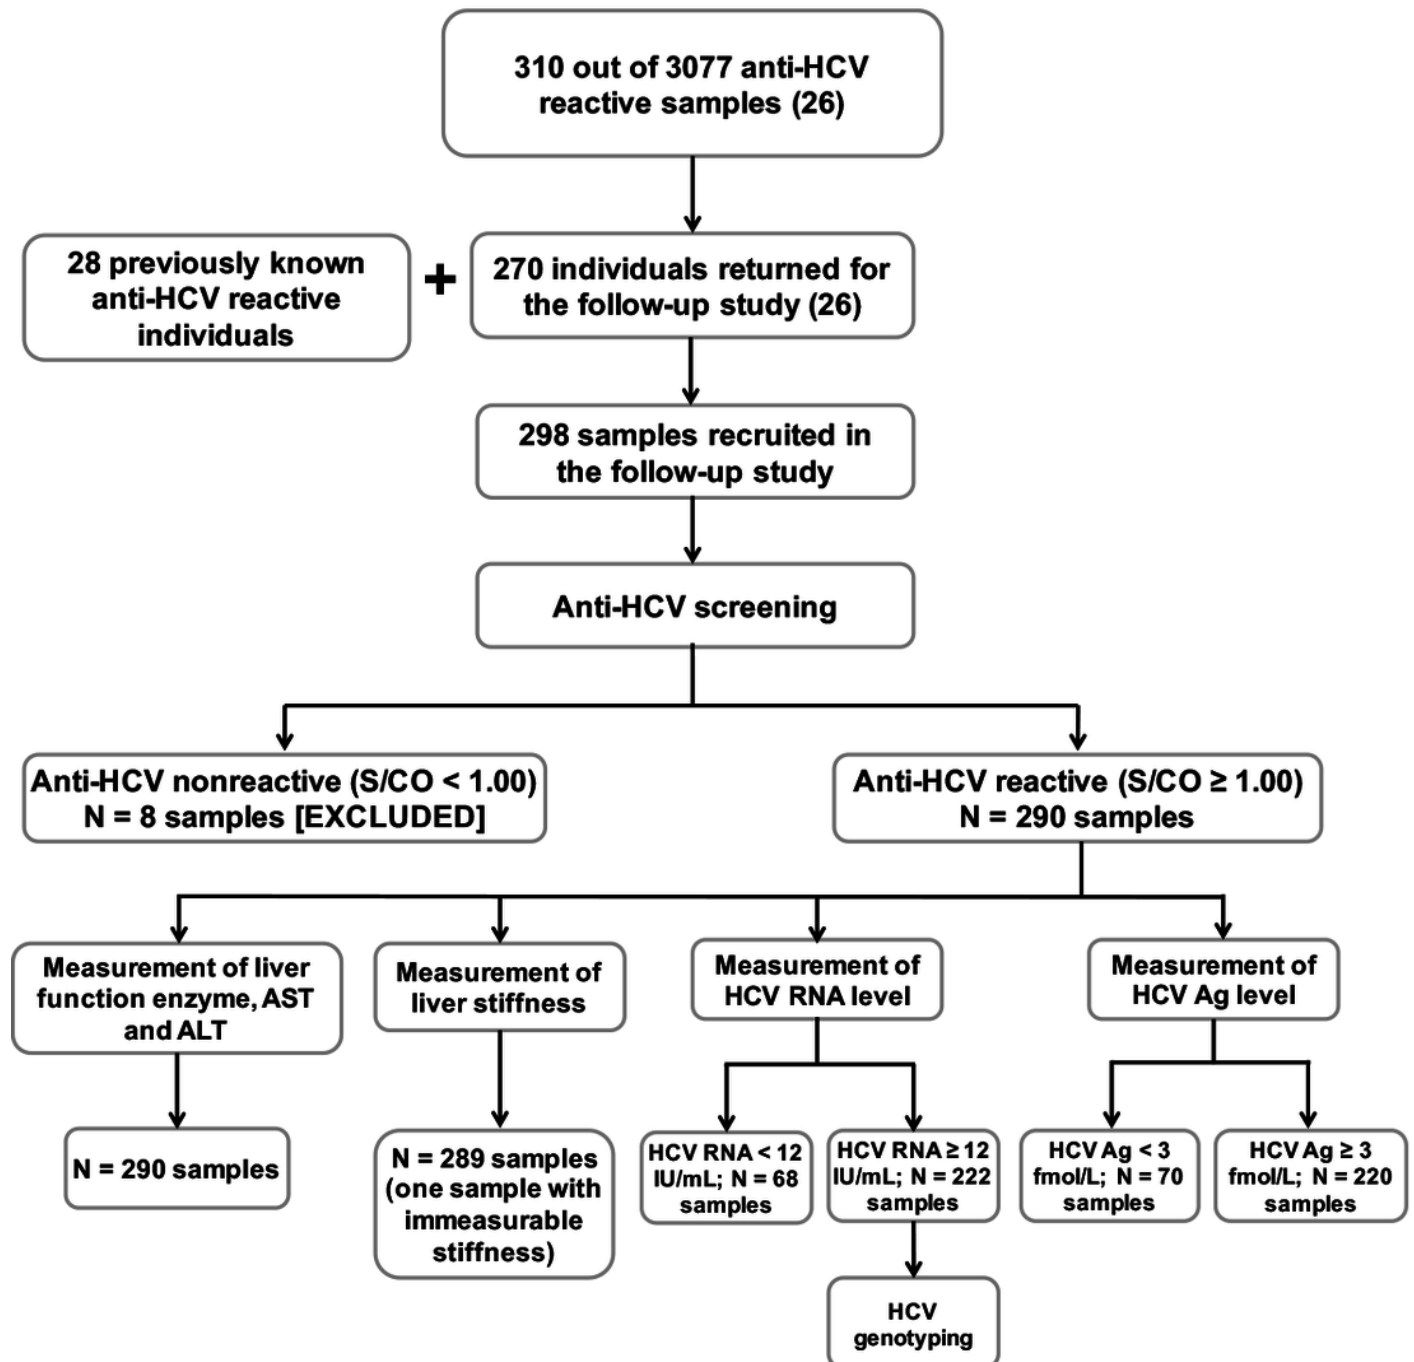 310 out of 3077 anti-HCV
reactive samples (26)
28 previously known
anti-HCV reactive
individuals
+
270 individuals returned for
the follow-up study (26)
298 samples recruited in
the follow-up study
Anti-HCV screening
Anti-HCV nonreactive (S/CO < 1.00)
N = 8 samples [EXCLUDED]
Anti-HCV reactive (S/CO ≥ 1.00)
N = 290 samples
Measurement of liver
function enzyme, AST
and ALT
Measurement of
liver stiffness
Measurement of
HCV RNA level
Measurement of
HCV Ag level
N = 290 samples
N = 289 samples
(one sample with
immeasurable
stiffness)
HCV RNA < 12
IU/mL; N = 68
samples
HCV RNA ≥ 12
IU/mL; N = 222
samples
HCV Ag < 3
fmol/L; N = 70
samples
HCV Ag ≥ 3
fmol/L; N = 220
samples
HCV
genotyping